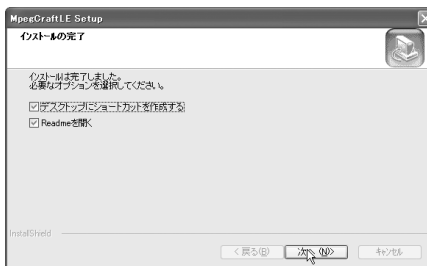 MpegCraftLE Setup
インストールの完了
インストールは完了しました。
必要なオプションを選択してください。
デスクトップにショートカットを作成する
Readmeを開く
InstallShield
< 戻る(B) 次へ(N)> キャンセル